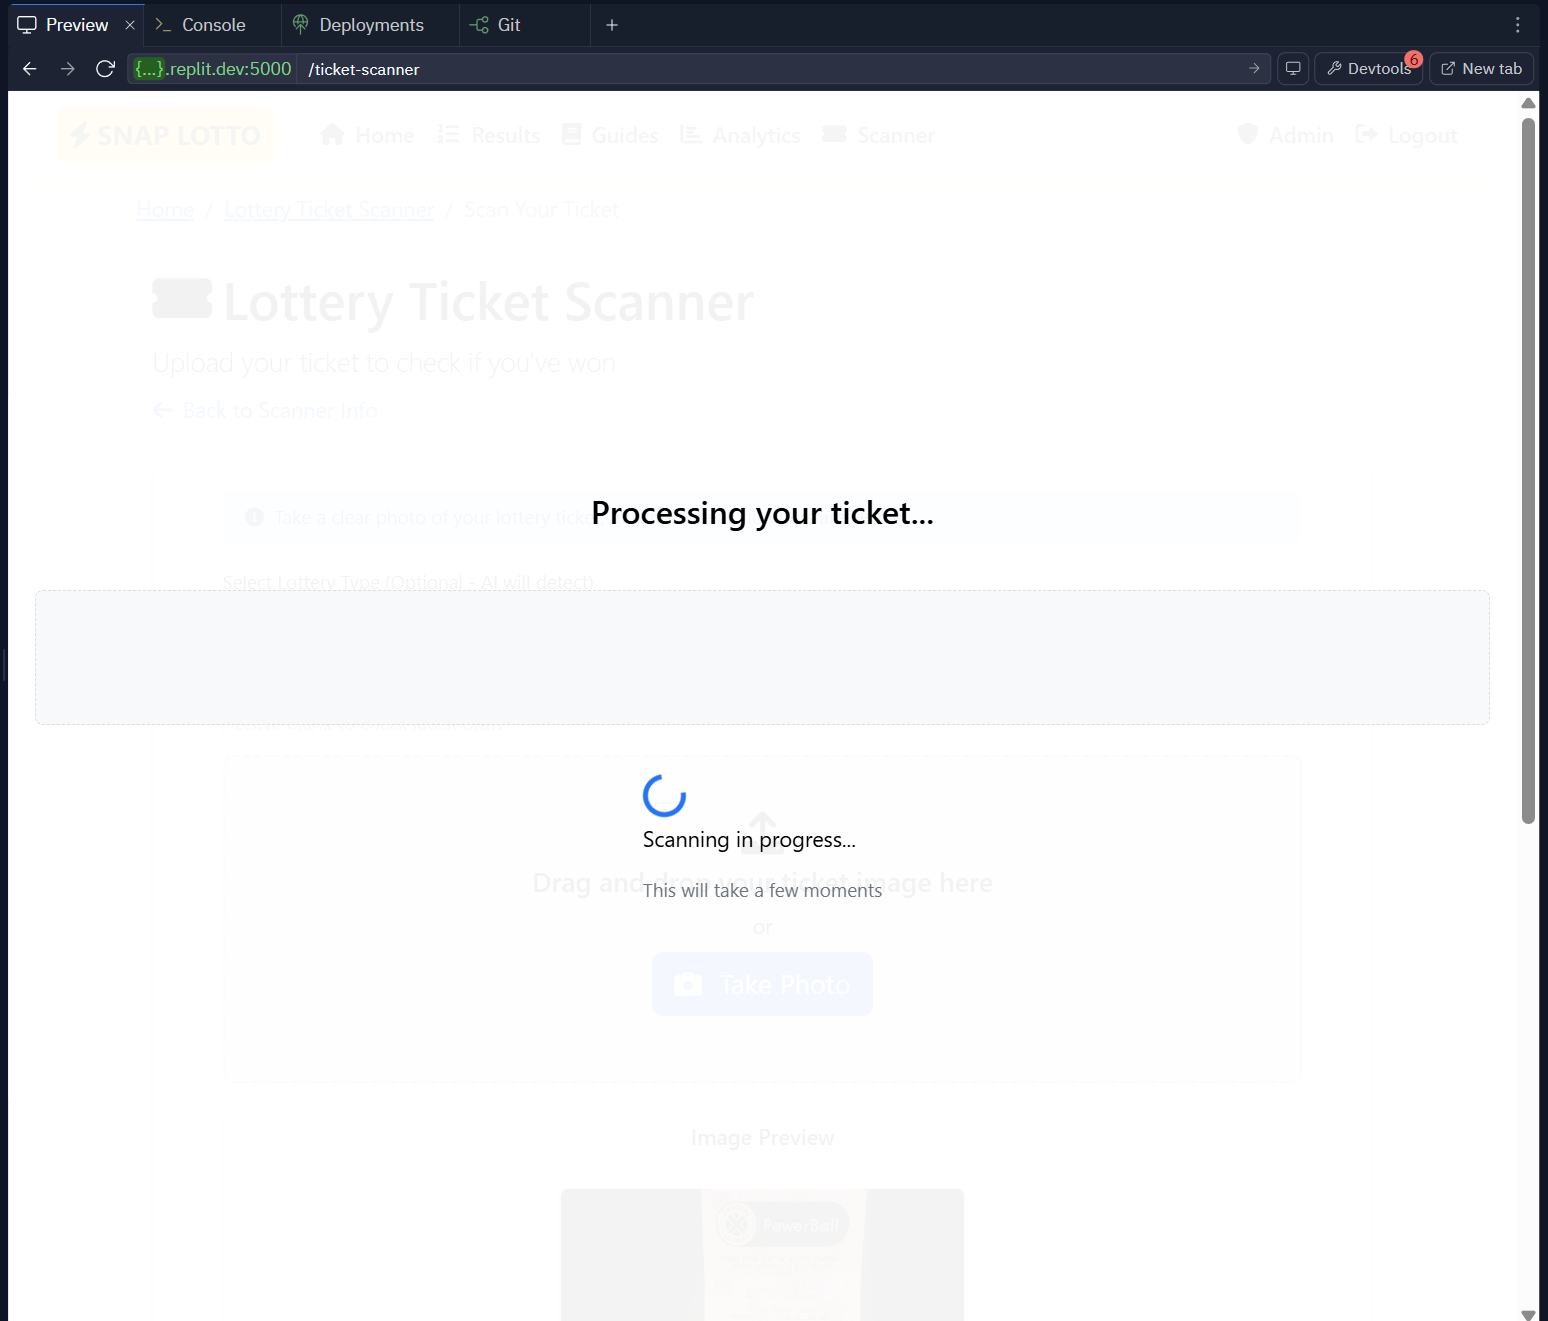 Preview
Console
Deployments
Git
{...}.replit.dev:5000
/ticket-scanner
Devtools
6
New tab
SNAP LOTTO
Home
Results
Guides
Analytics
Scanner
Admin
Logout
Home / Lottery Ticket Scanner / Scan Your Ticket
Lottery Ticket Scanner
Upload your ticket to check if you've won
Back to Scanner Info
Take a clear photo of your lottery
Processing your ticket...
Select Lottery Type (Optional - AI will detect)
Scanning in progress...
Drag and drop your ticket image here
This will take a few moments
or
Take Photo
Image Preview
PowerBall